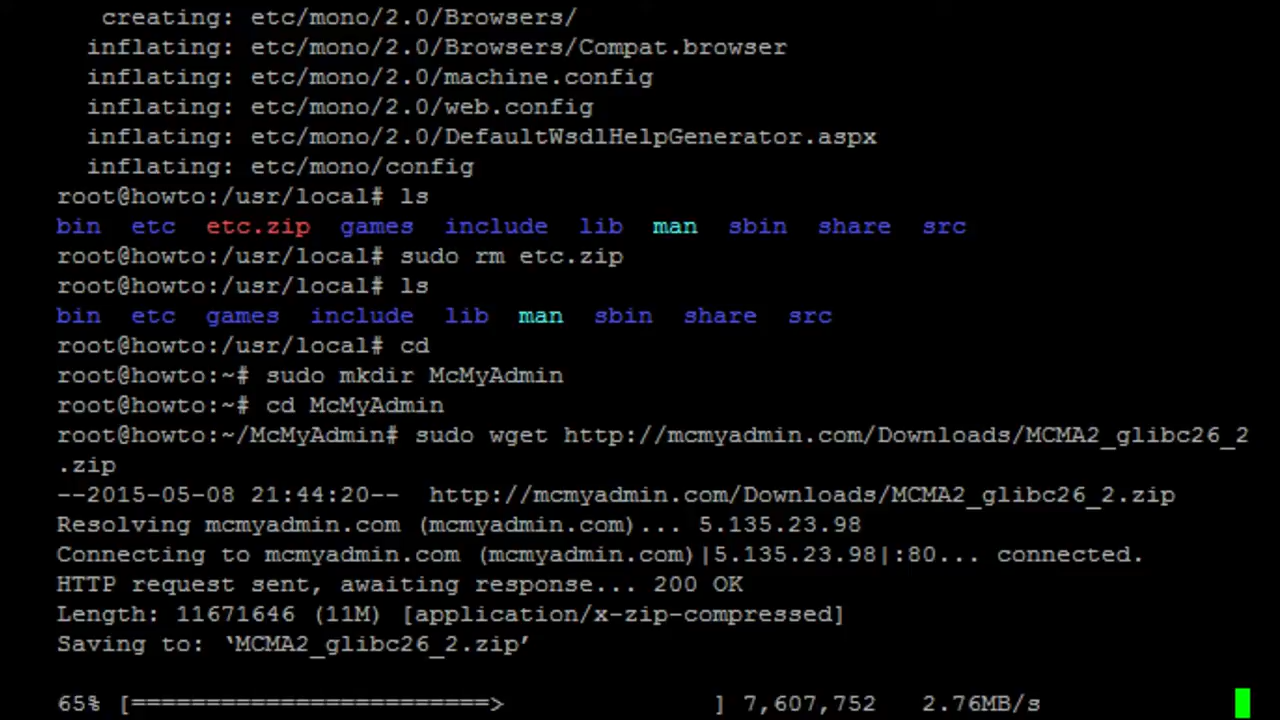 creating: etc/mono/2.0/Browsers/
inflating: etc/mono/2.0/Browsers/Compat.browser
inflating: etc/mono/2.0/machine.config
inflating: etc/mono/2.0/web.config
inflating: etc/mono/2.0/DefaultWsdlHelpGenerator.aspx
inflating: etc/mono/config
root@howto:/usr/local# ls
bin etc etc.zip games include lib man sbin share src
root@howto:/usr/local# sudo rm etc.zip
root@howto:/usr/local# ls
bin etc games include lib man sbin share src
root@howto:/usr/local# cd
root@howto:~# sudo mkdir McMyAdmin
root@howto:~# cd McMyAdmin
root@howto:~/McMyAdmin# sudo wget http://mcmyadmin.com/Downloads/MCMA2_glibc26_2
.zip
--2015-05-08 21:44:20-- http://mcmyadmin.com/Downloads/MCMA2_glibc26_2.zip
Resolving mcmyadmin.com (mcmyadmin.com)... 5.135.23.98
Connecting to mcmyadmin.com (mcmyadmin.com)|5.135.23.98|:80... connected.
HTTP request sent, awaiting response... 200 OK
Length: 11671646 (11M) [application/x-zip-compressed]
Saving to: ‘MCMA2_glibc26_2.zip’
65% [========================> ] 7,607,752 2.76MB/s